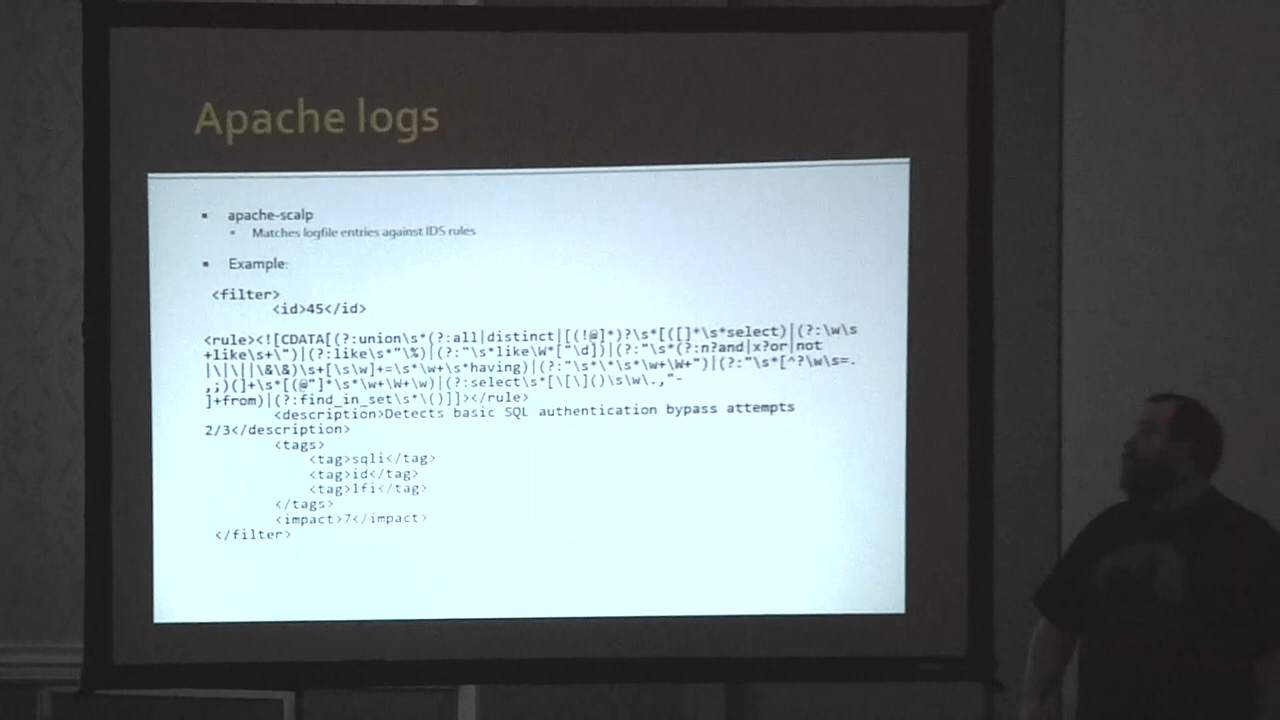 Apache logs
apache-scalp
Matches logfile entries against IDS rules
Example:
<filter>
<id>45</id>
<rule><![CDATA[(?:union\s*(?:all|distinct|[(!@]*)?\s*[([]*\s*select)|(?:\w\s
+like\s+\")|(?:like\s*"\%)|(?:"\s*like\W*["\d])|(?:"\s*(?:n?and|x?or|not
|\|\||\&\&)\s+[\s\w]+=\s*\w+\s*having)|(?:"\s*\*\s*\w+\W+")|(?:"\s*[^?\w\s=.
,;)(]+\s*[(@"]*\s*\w+\W+\w)|(?:select\s*[\[\]()\s\w\.,"-
]+from)|(?:find_in_set\s*\()]]></rule>
<description>Detects basic SQL authentication bypass attempts
2/3</description>
<tags>
<tag>sqli</tag>
<tag>id</tag>
<tag>lfi</tag>
</tags>
<impact>7</impact>
</filter>